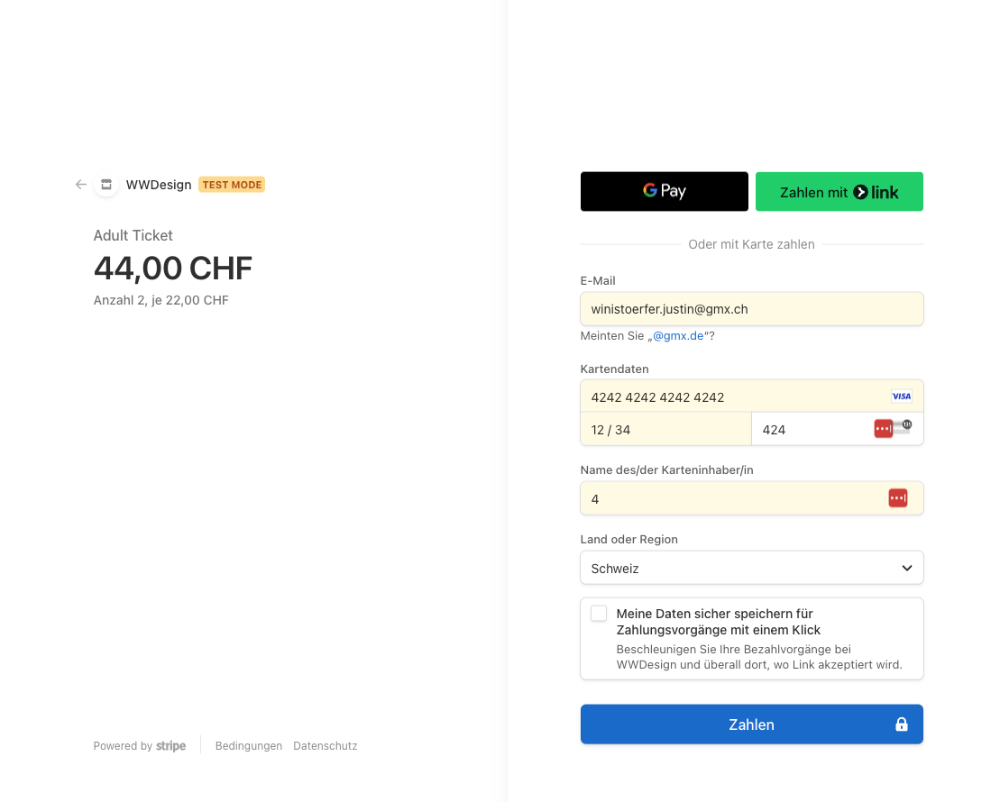 WWDesign TEST MODE
Adult Ticket
44,00 CHF
Anzahl 2, je 22,00 CHF
Powered by stripe
Bedingungen Datenschutz
G Pay
Zahlen mit link
Oder mit Karte zahlen
E-Mail
winistoerfer.justin@gmx.ch
Meinten Sie „@gmx.de“?
Kartendaten
4242 4242 4242 4242 VISA
12 / 34
424
Name des/der Karteninhaber/in
4
Land oder Region
Schweiz
Meine Daten sicher speichern für
Zahlungsvorgänge mit einem Klick
Beschleunigen Sie Ihre Bezahlvorgänge bei
WWDesign und überall dort, wo Link akzeptiert wird.
Zahlen